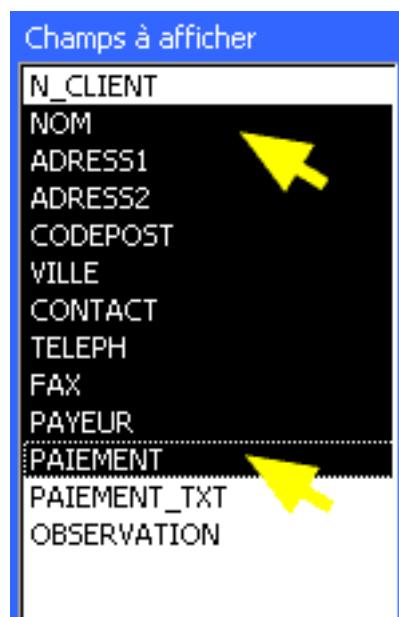 Champs à afficher
N_CLIENT
NOM
ADRESS1
ADRESS2
CODEPOST
VILLE
CONTACT
TELEPH
FAX
PAYEUR
PAIEMENT
PAIEMENT_TXT
OBSERVATION